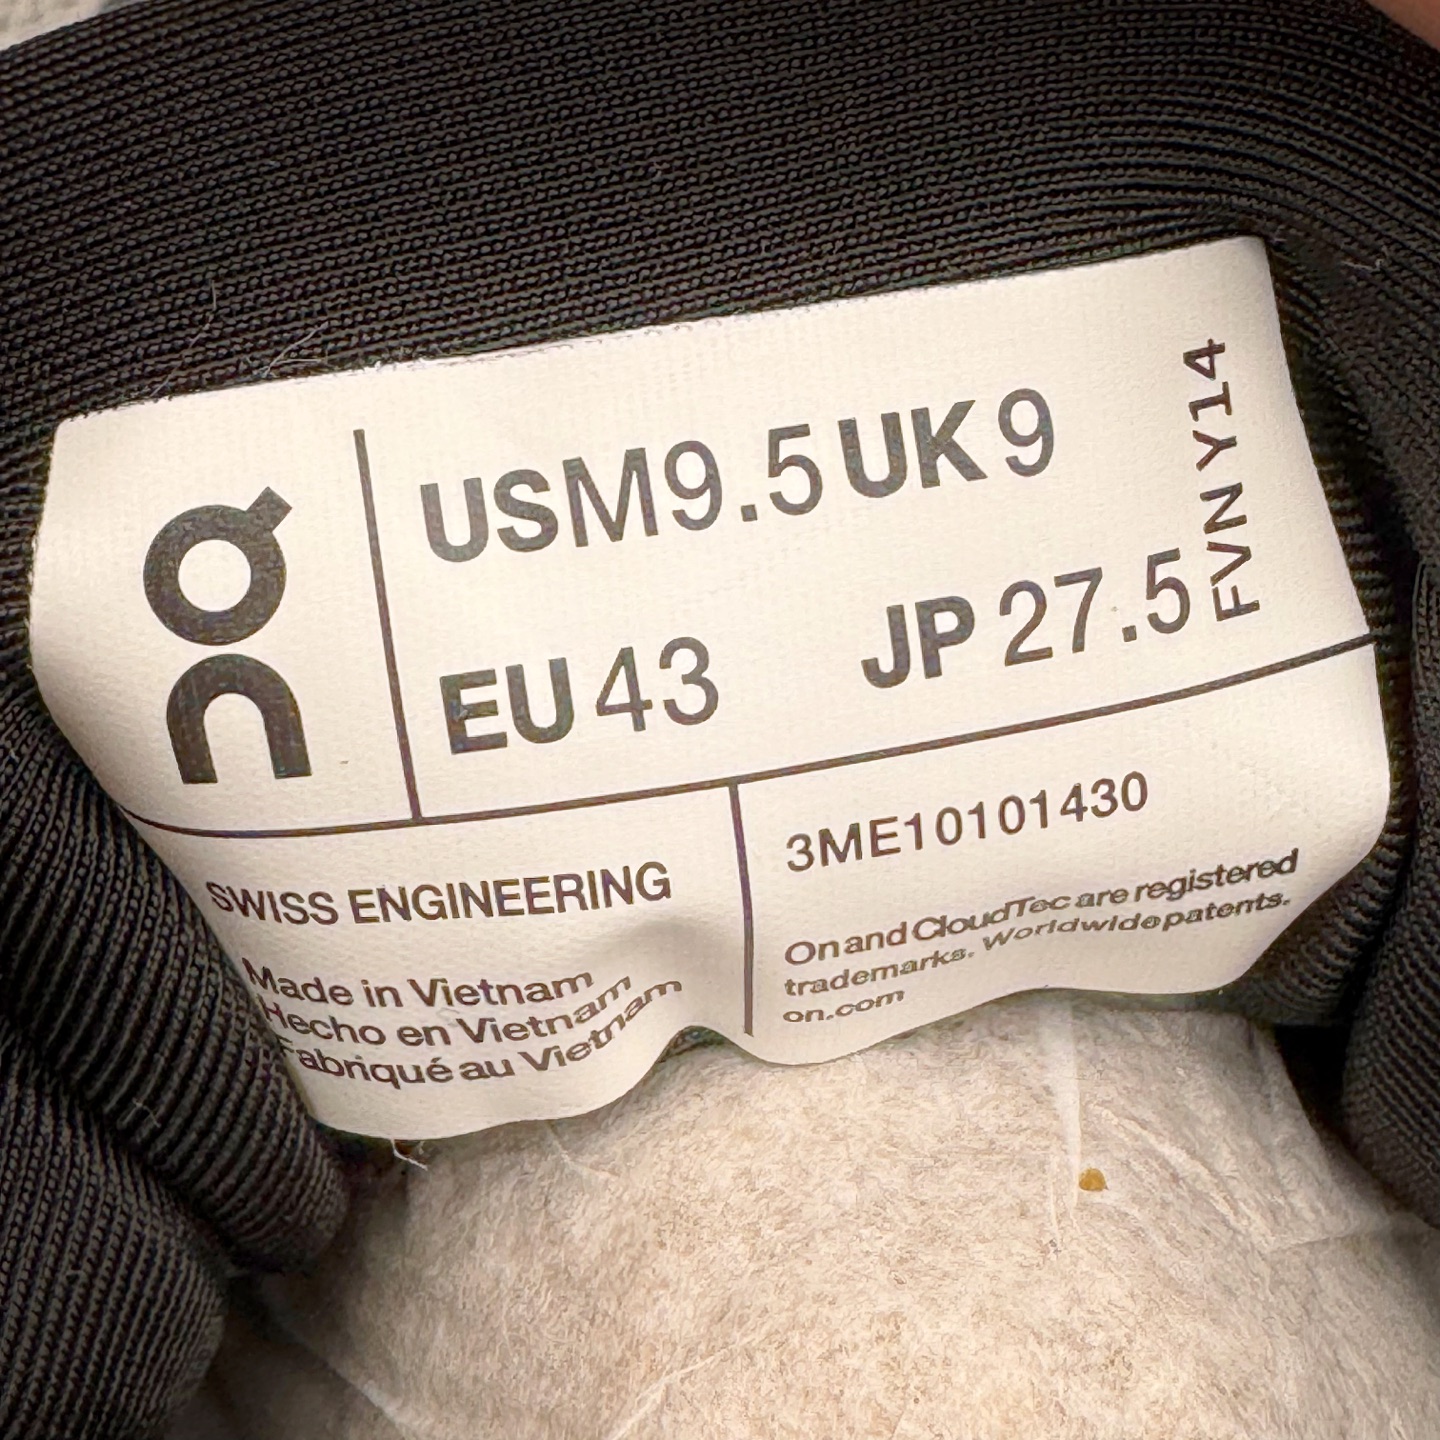 On
USM9.5 UK 9
EU 43 JP 27.5
FVN Y14
SWISS ENGINEERING
Made in Vietnam
Hecho en Vietnam
Fabriqué au Vietnam
3ME10101430
On and CloudTec are registered
trademarks. Worldwide patents.
on.com